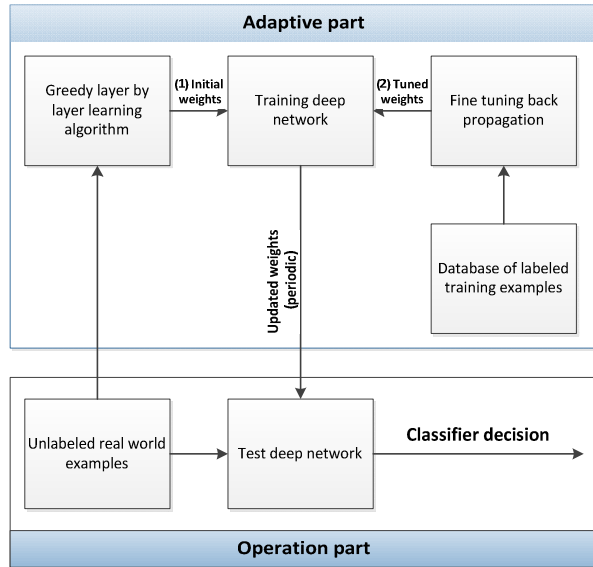 Adaptive part
Greedy layer by
layer learning
algorithm
(1) Initial
weights
Training deep
network
(2) Tuned
weights
Fine tuning back
propagation
Updated weights
(periodic)
Database of labeled
training examples
Unlabeled real world
examples
Test deep network
Classifier decision
Operation part